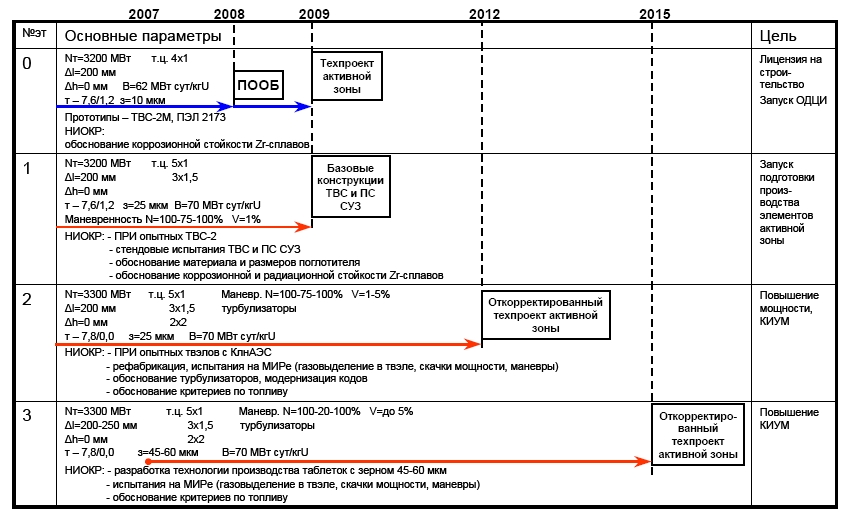 2007 2008 2009 2012 2015
№эт Основные параметры Цель
0
Nт=3200 МВт т.ц. 4х1
Δl=200 мм
Δh=0 мм В=62 МВт сут/кгU
т – 7,6/1,2 з=10 мкм
ПООБ
Техпроект
активной
зоны
Прототипы – ТВС-2М, ПЭЛ 2173
НИОКР:
обоснование коррозионной стойкости Zr-сплавов
Лицензия на
строи-
тельство
Запуск ОДЦИ
1
Nт=3200 МВт т.ц. 5х1
Δl=200 мм 3х1,5
Δh=0 мм
т – 7,6/1,2 з=25 мкм В=70 МВт сут/кгU
Маневренность N=100-75-100% V=1%
Базовые
конструкции
ТВС и ПС
СУЗ
НИОКР: - ПРИ опытных ТВС-2
- стендовые испытания ТВС и ПС СУЗ
- обоснование материала и размеров поглотителя
- обоснование коррозионной и радиационной стойкости Zr-сплавов
Запуск
подготовки
произ-
водства
элементов
активной
зоны
2
Nт=3300 МВт т.ц. 5х1 Маневр. N=100-75-100% V=1-5%
Δl=200 мм 3х1,5 турбулизаторы
Δh=0 мм 2х2
т – 7,8/0,0 з=25 мкм В=70 МВт сут/кгU
Откорректированный
техпроект активной
зоны
НИОКР: - ПРИ опытных твэлов с КлнАЭС
- рефабрикация, испытания на МИРе (газовыделение в твэле, скачки мощности, маневры)
- обоснование турбулизаторов, модернизация кодов
- обоснование критериев по топливу
Повышение
мощности,
КИУМ
3
Nт=3300 МВт т.ц. 5х1 Маневр. N=100-20-100% V=до 5%
Δl=200-250 мм 3х1,5 турбулизаторы
Δh=0 мм 2х2
т – 7,8/0,0 з=45-60 мкм В=70 МВт сут/кгU
Откорректиро-
ванный
техпроект
активной зоны
НИОКР: - разработка технологии производства таблеток с зерном 45-60 мкм
- испытания на МИРе (газовыделение в твэле, скачки мощности, маневры)
- обоснование критериев по топливу
Повышение
КИУМ